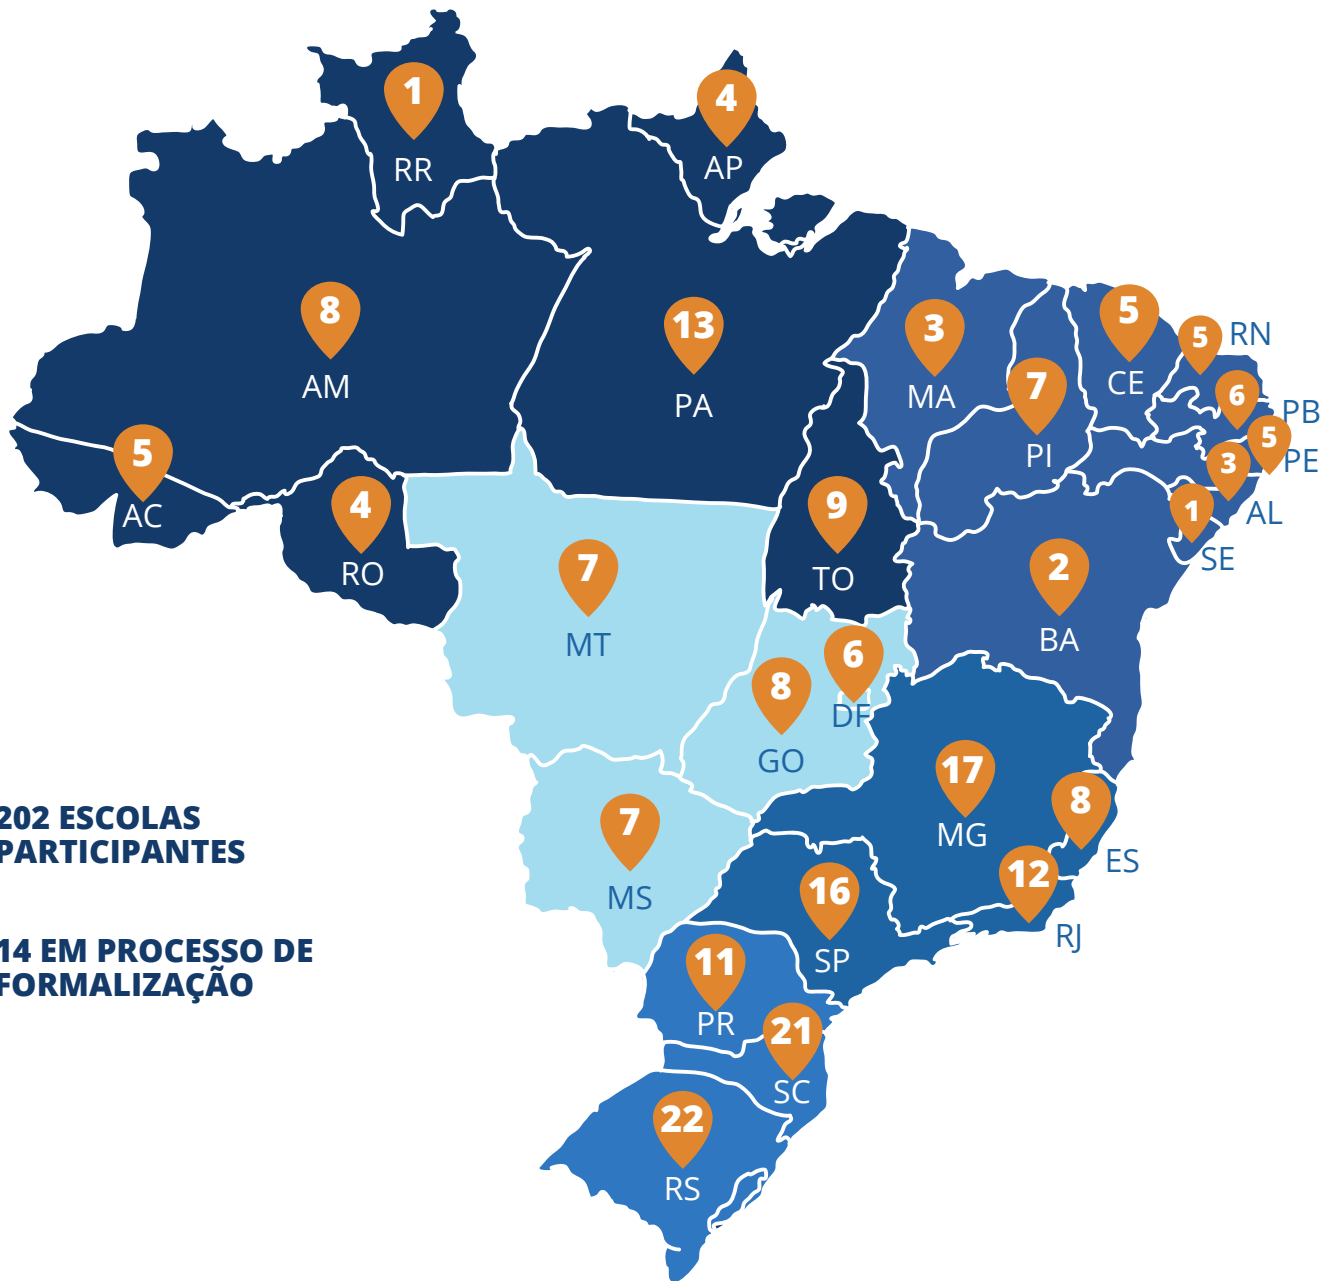 1
RR
4
AP
8
AM
13
PA
3
MA
7
PI
5
CE
5
RN
6
PB
5
PE
3
AL
1
SE
5
AC
4
RO
9
TO
2
BA
7
MT
6
DF
8
GO
17
MG
8
ES
12
RJ
7
MS
16
SP
11
PR
21
SC
22
RS
202 ESCOLAS
PARTICIPANTES
14 EM PROCESSO DE
FORMALIZAÇÃO